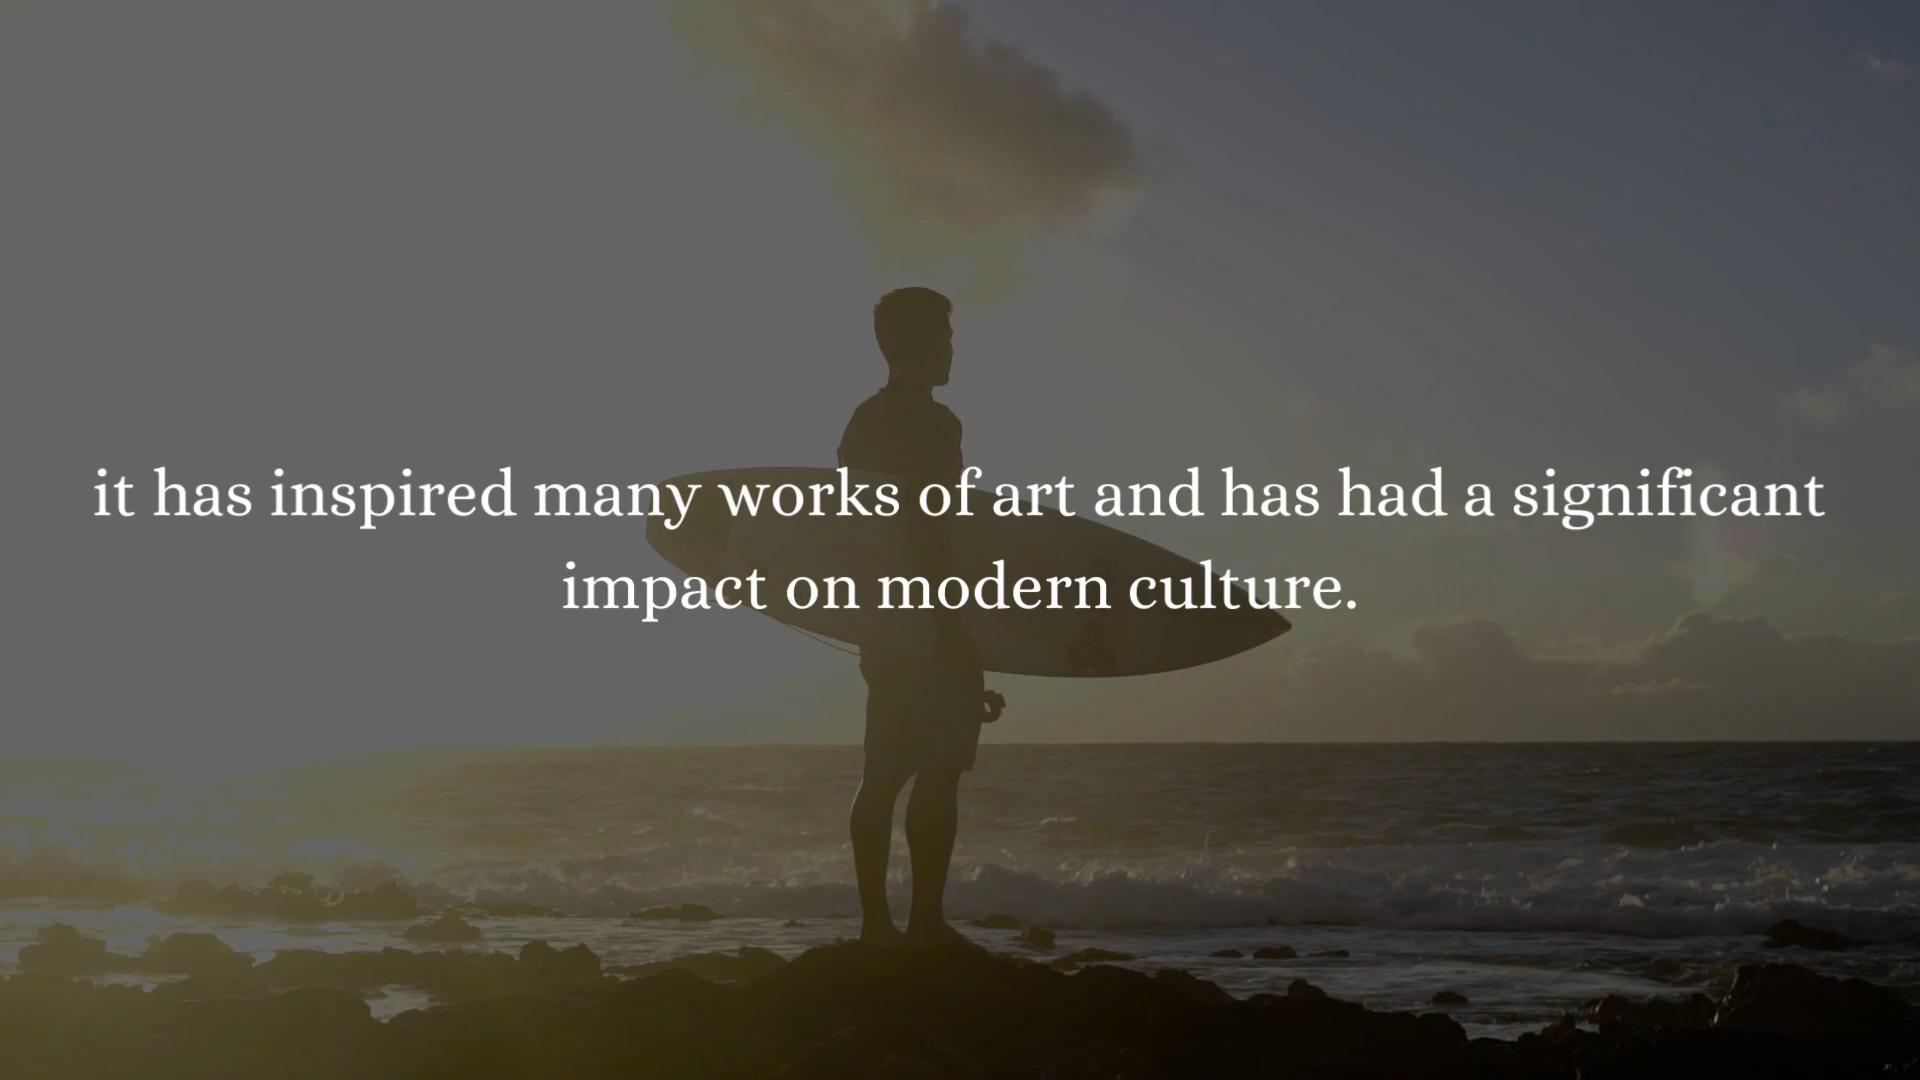 it has inspired many works of art and has had a significant
impact on modern culture.